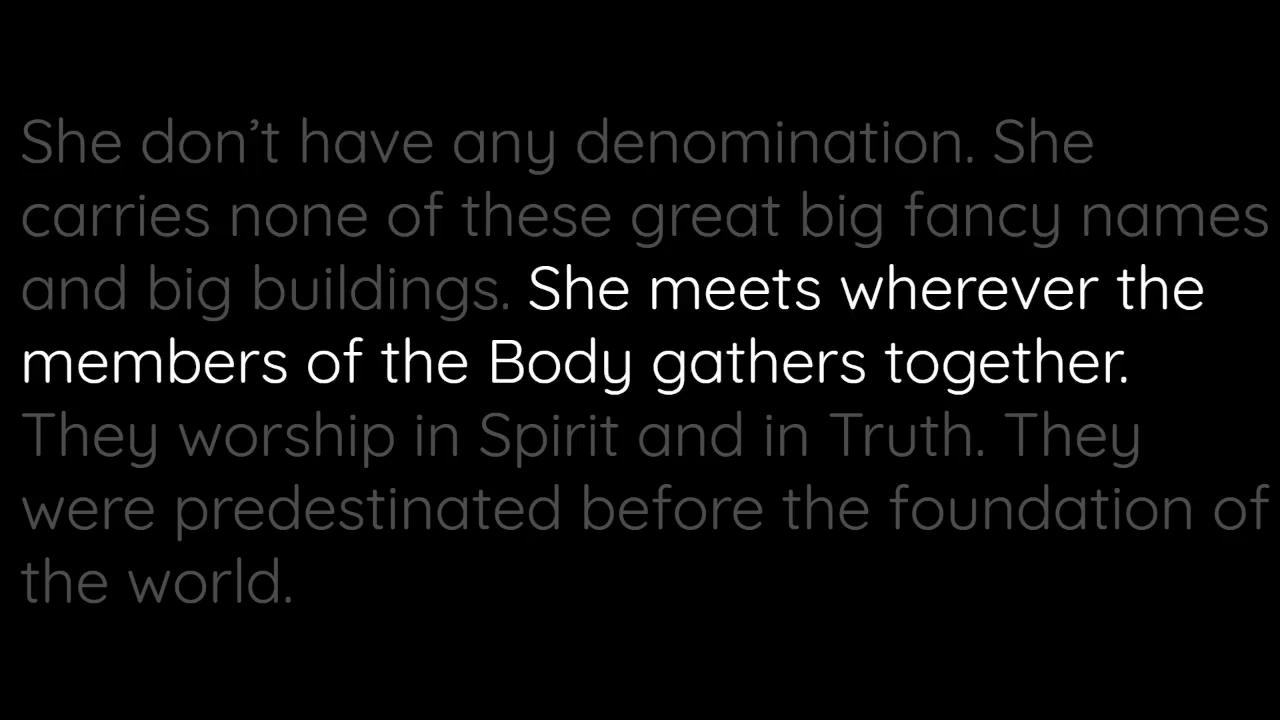 She don’t have any denomination. She
carries none of these great big fancy names
and big buildings. She meets wherever the
members of the Body gathers together.
They worship in Spirit and in Truth. They
were predestinated before the foundation of
the world.